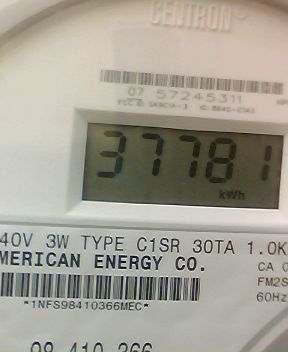 CENTRON®
07 57245311
37781
kWh
40V 3W TYPE C1SR 30TA 1.0K
MERICAN ENERGY CO.
CA 0
FM2S
60Hz
*1NFS98410366MEC*
98 410 366